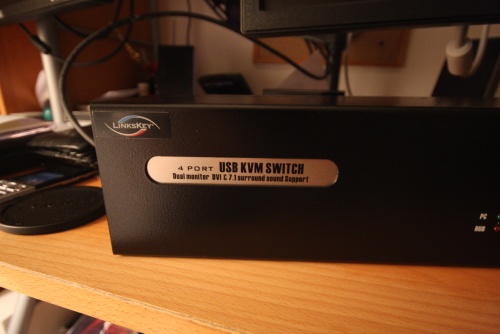 LINKSKEY
4 PORT USB KVM SWITCH
Dual monitor DVI & 7.1 surround sound Support
PC